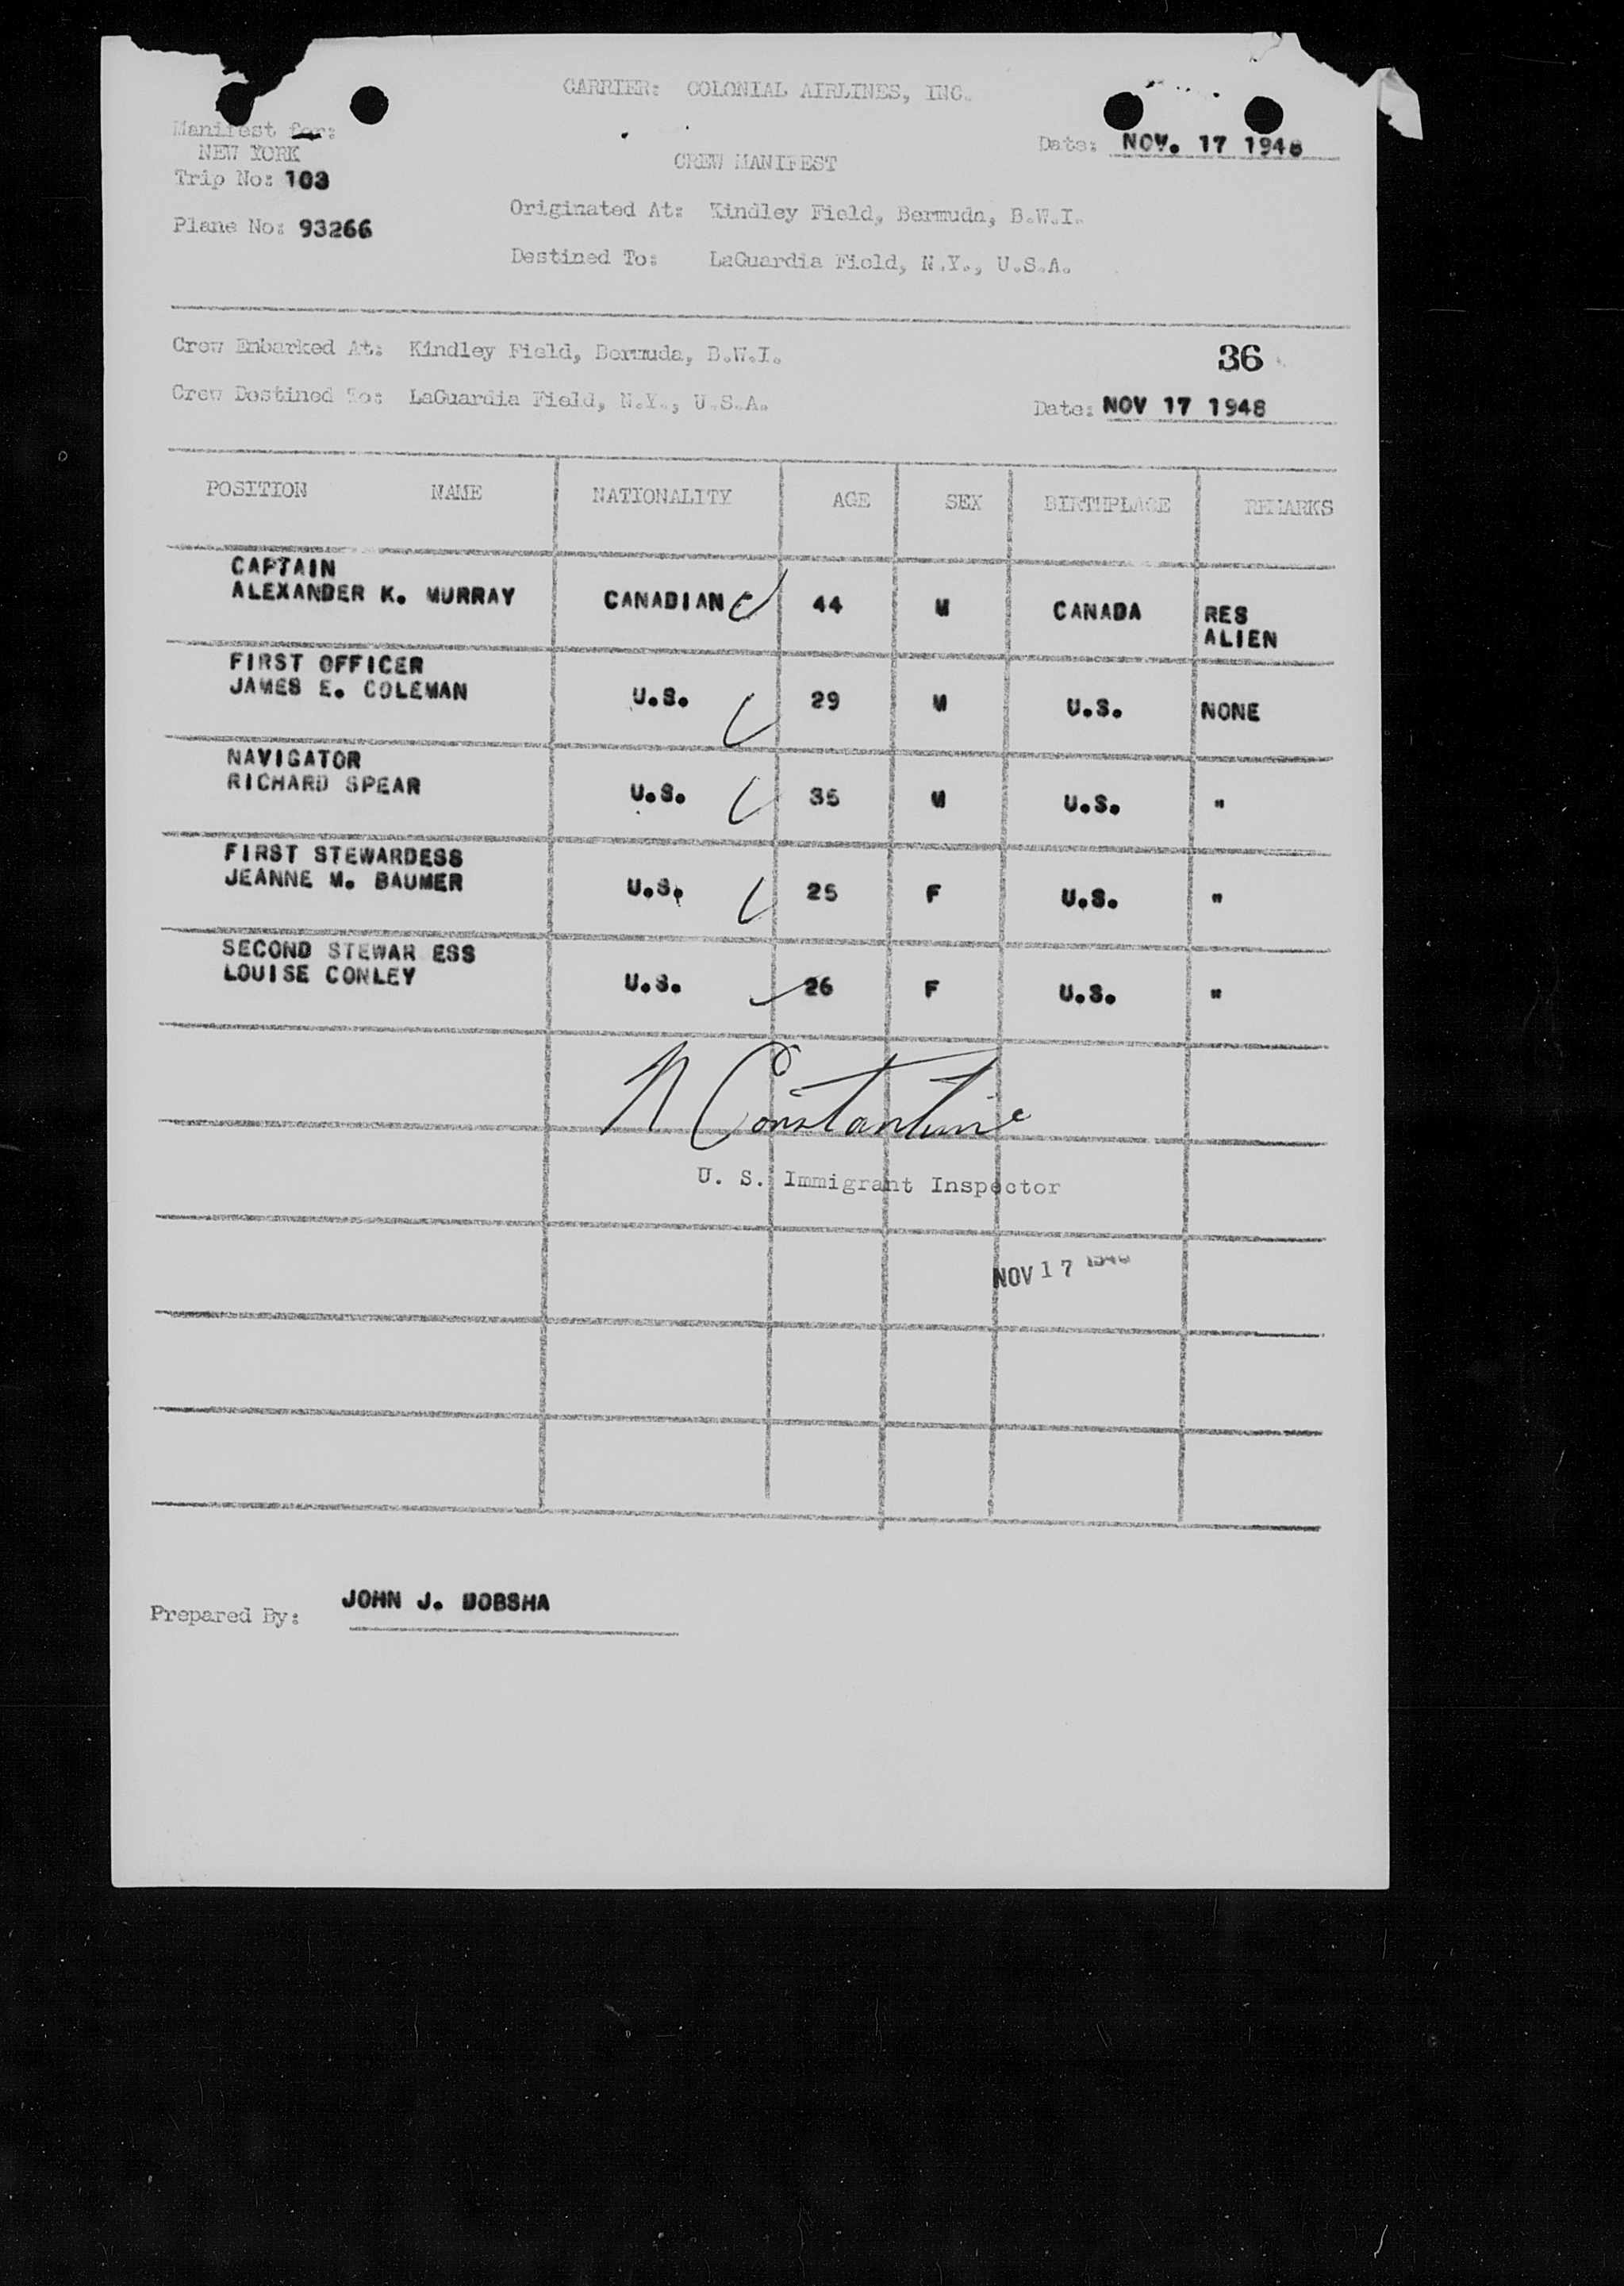 CARRIER: COLONIAL AIRLINES, INC.
Manifest for:
NEW YORK
Date: NOV. 17 1948
CREW MANIFEST
Trip No: 103
Originated At: Kindley Field, Bermuda, B.W.I.
Plane No: 93266
Destined To: LaGuardia Field, N.Y., U.S.A.
Crew Enbarked At: Kindley Field, Bermuda, B.W.I.
36
Crew Destined To: LaGuardia Field, N.Y., U.S.A.
Date: NOV 17 1948
POSITION NAME NATIONALITY AGE SEX BIRTHPLACE REMARKS
CAPTAIN
ALEXANDER K. MURRAY CANADIAN 44 M CANADA RES
ALIEN
FIRST OFFICER
JAMES E. COLEMAN U.S. 29 M U.S. NONE
NAVIGATOR
RICHARD SPEAR U.S. 35 M U.S. "
FIRST STEWARDESS
JEANNE M. BAUMER U.S. 25 F U.S. "
SECOND STEWAR ESS
LOUISE CONLEY U.S. 26 F U.S. "
N Constantine
U. S. Immigrant Inspector
NOV 17 1948
Prepared By: JOHN J. DOBSHA